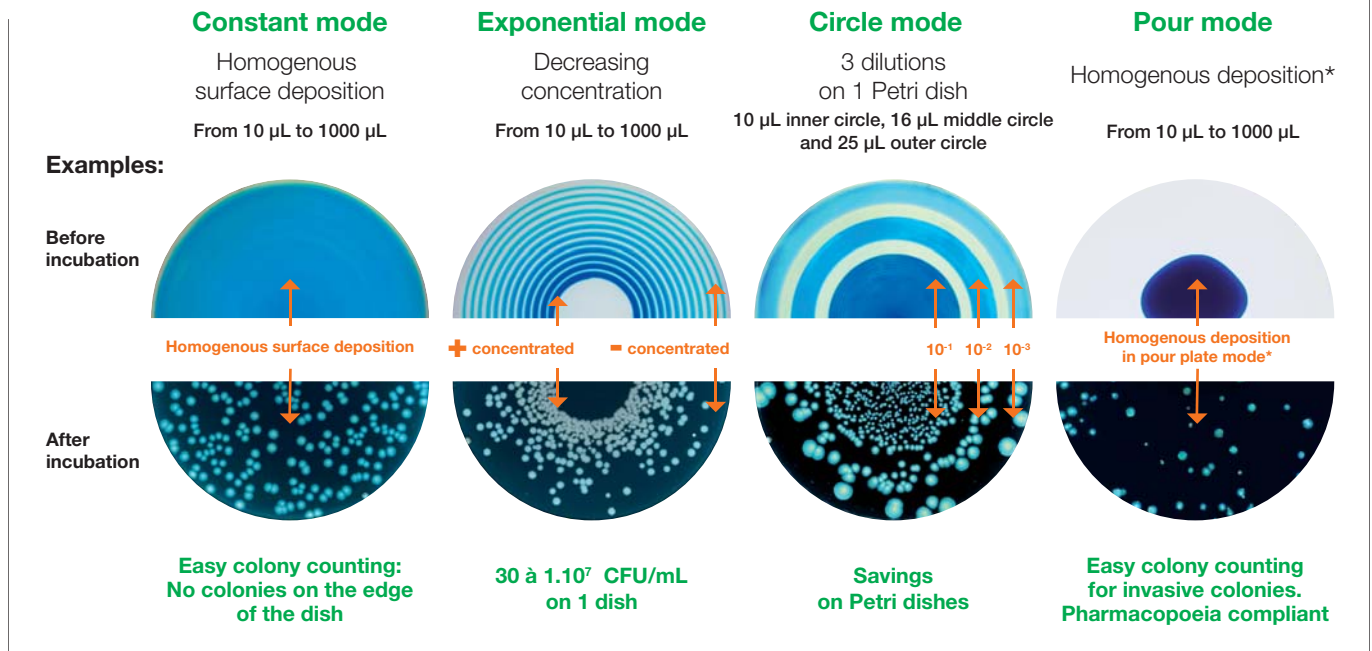 Constant mode
Homogenous
surface deposition
From 10 µL to 1000 µL
Exponential mode
Decreasing
concentration
From 10 µL to 1000 µL
Circle mode
3 dilutions
on 1 Petri dish
10 µL inner circle, 16 µL middle circle
and 25 µL outer circle
Pour mode
Homogenous deposition*
From 10 µL to 1000 µL
Examples:
Before
incubation
Homogenous surface deposition
+ concentrated
- concentrated
10⁻¹ 10⁻² 10⁻³
Homogenous deposition
in pour plate mode*
After
incubation
Easy colony counting:
No colonies on the edge
of the dish
30 à 1.10⁷ CFU/mL
on 1 dish
Savings
on Petri dishes
Easy colony counting
for invasive colonies.
Pharmacopoeia compliant